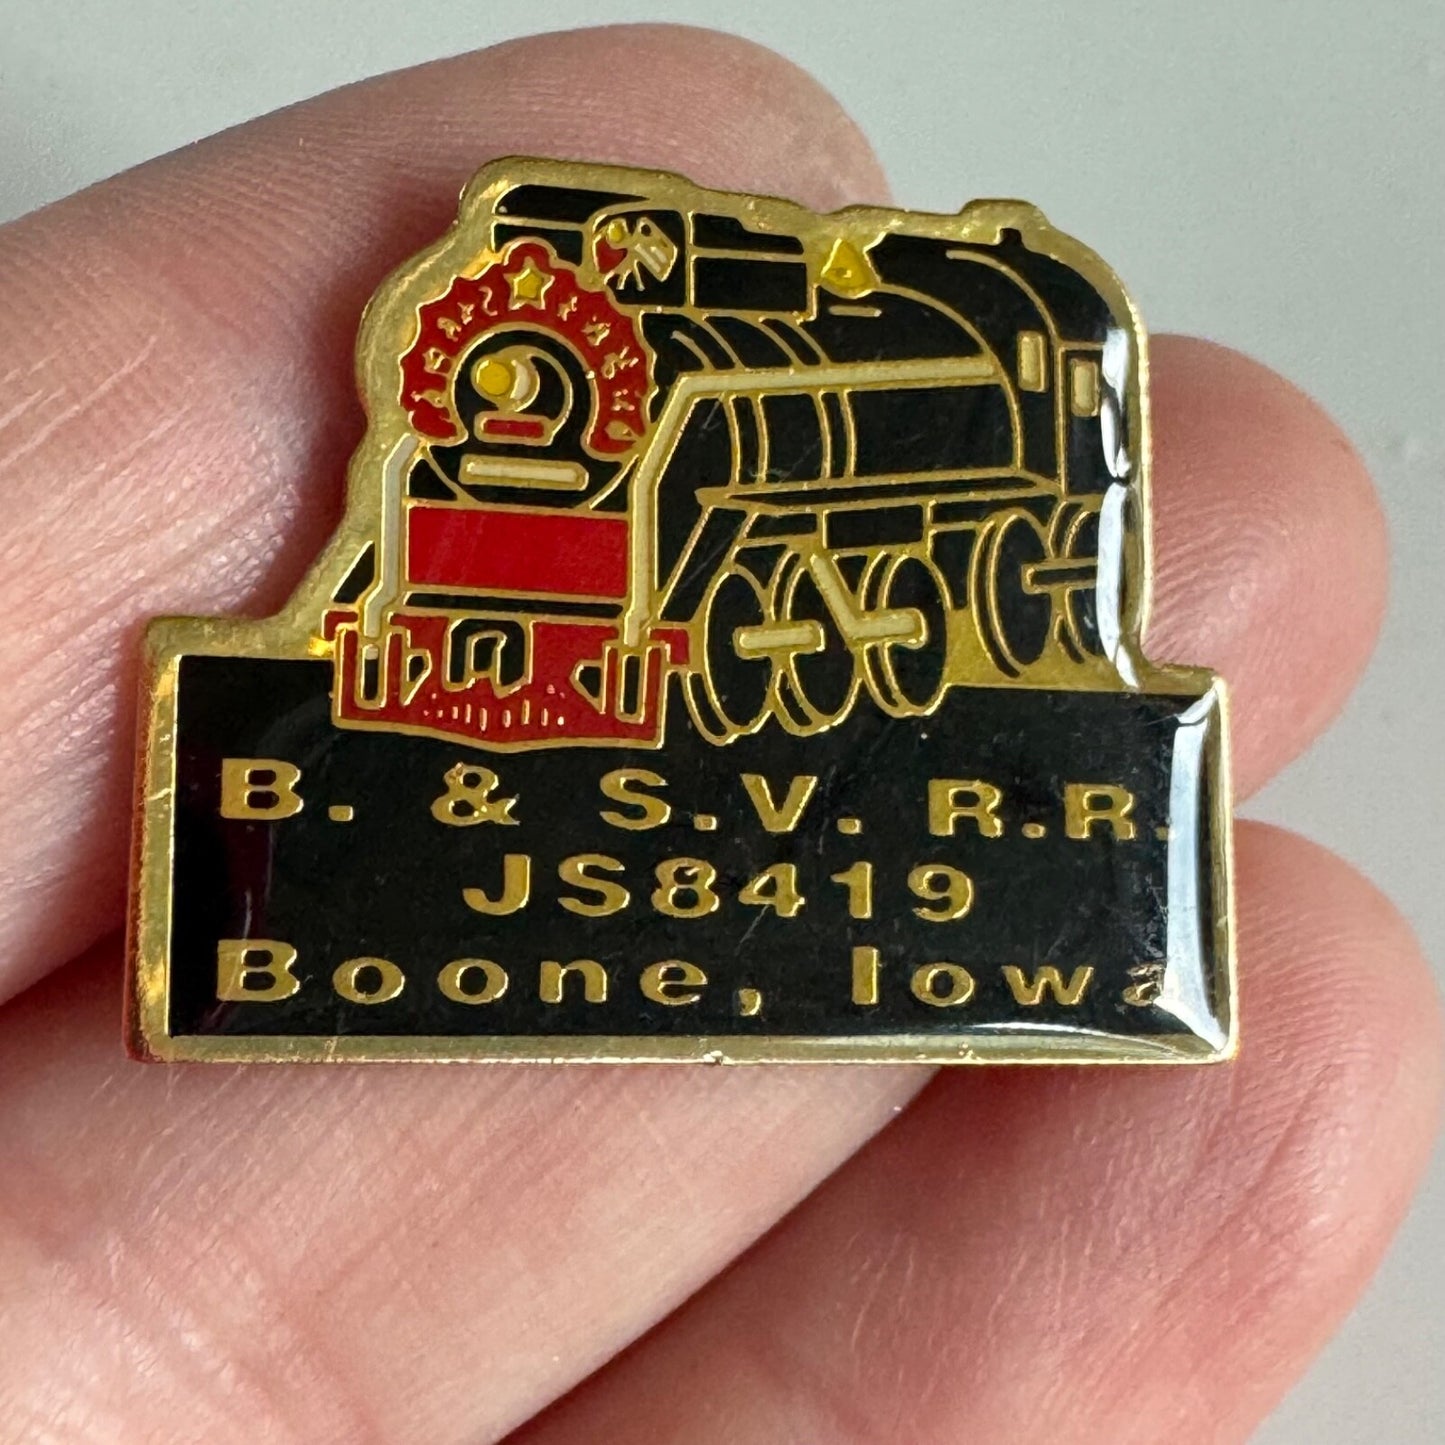 B. & S.V. R.R.
JS8419
Boone, Iowa